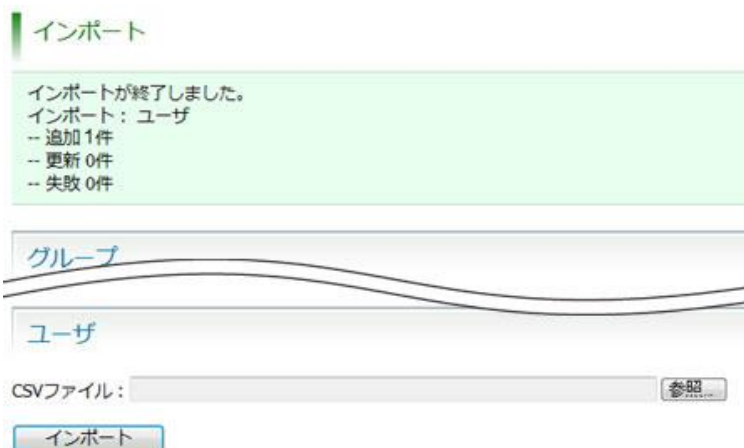 インポート
インポートが終了しました。
インポート： ユーザ
-- 追加 1件
-- 更新 0件
-- 失敗 0件
グループ
ユーザ
CSVファイル：
参照...
インポート